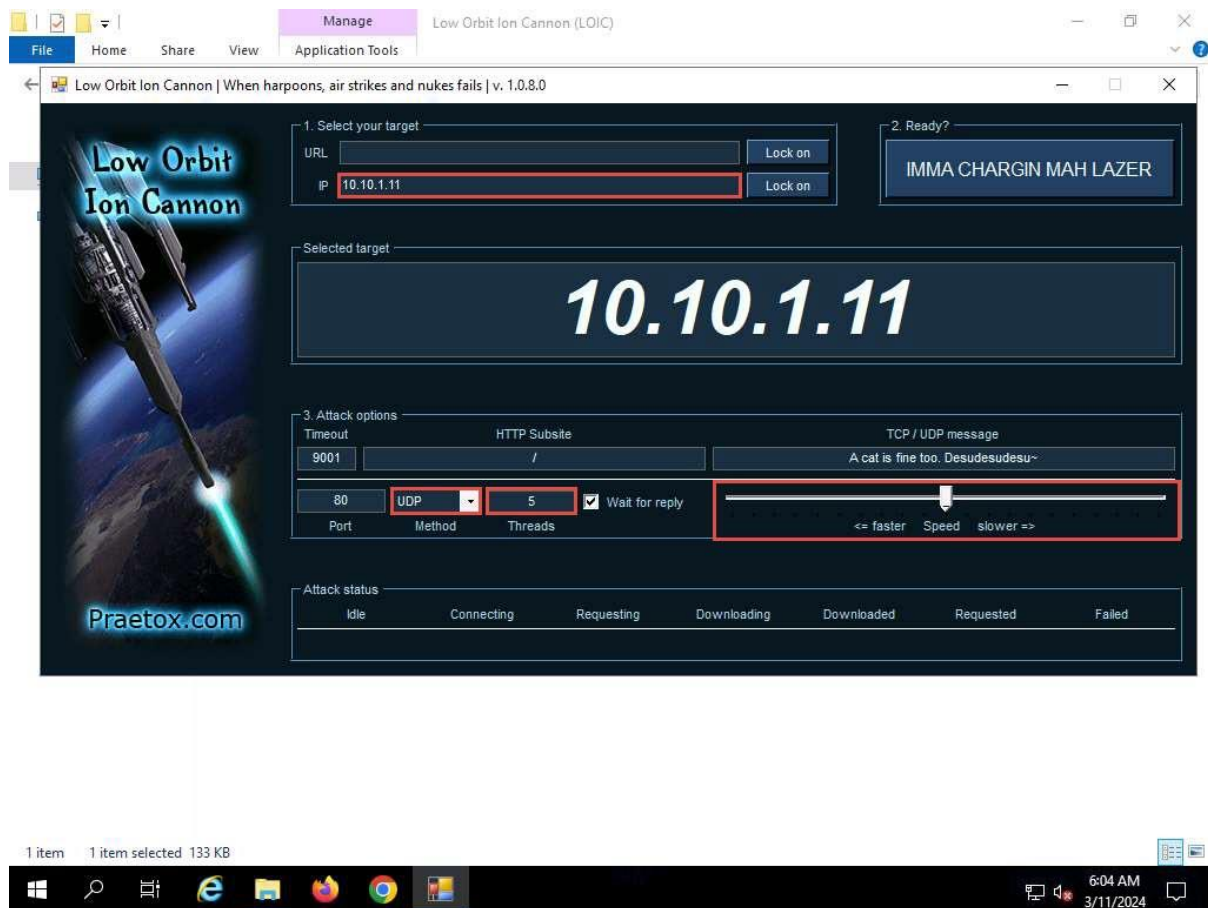 Manage Low Orbit Ion Cannon (LOIC)
File Home Share View Application Tools
Low Orbit Ion Cannon | When harpoons, air strikes and nukes fails | v. 1.0.8.0
Low Orbit
Ion Cannon
Praetox.com
1. Select your target
URL Lock on
IP 10.10.1.11 Lock on
2. Ready?
IMMA CHARGIN MAH LAZER
Selected target
10.10.1.11
3. Attack options
Timeout HTTP Subsite TCP / UDP message
9001 / A cat is fine too. Desudesudesu~
80 UDP 5 Wait for reply
Port Method Threads <= faster Speed slower =>
Attack status
Idle Connecting Requesting Downloading Downloaded Requested Failed
1 item 1 item selected 133 KB
6:04 AM
3/11/2024